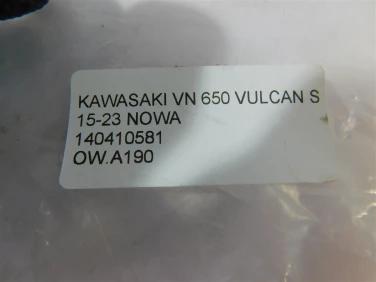 KAWASAKI VN 650 VULCAN S
15-23 NOWA
140410581
OW.A190